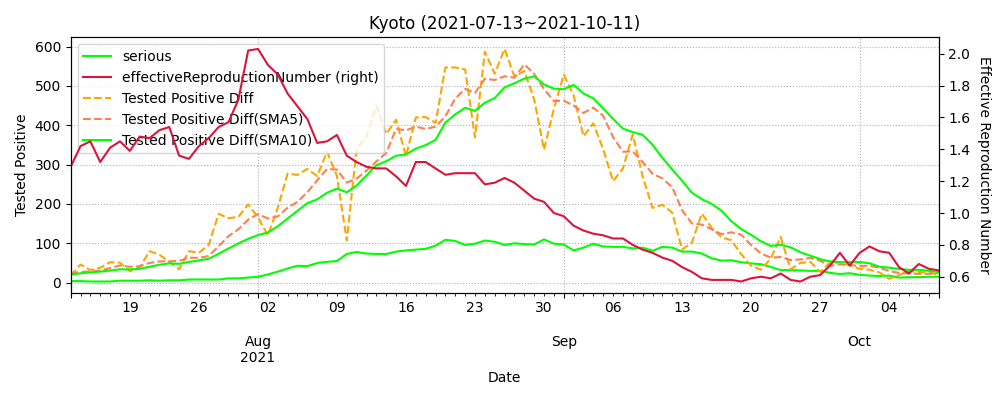 Kyoto (2021-07-13~2021-10-11)
serious
effectiveReproductionNumber (right)
Tested Positive Diff
Tested Positive Diff(SMA5)
Tested Positive Diff(SMA10)
600
500
400
300
200
100
0
Tested Positive
2.0
1.8
1.6
1.4
1.2
1.0
0.8
0.6
Effective Reproduction Number
19 26 02 09 16 23 30 06 13 20 27 04
Aug Sep Oct
2021
Date